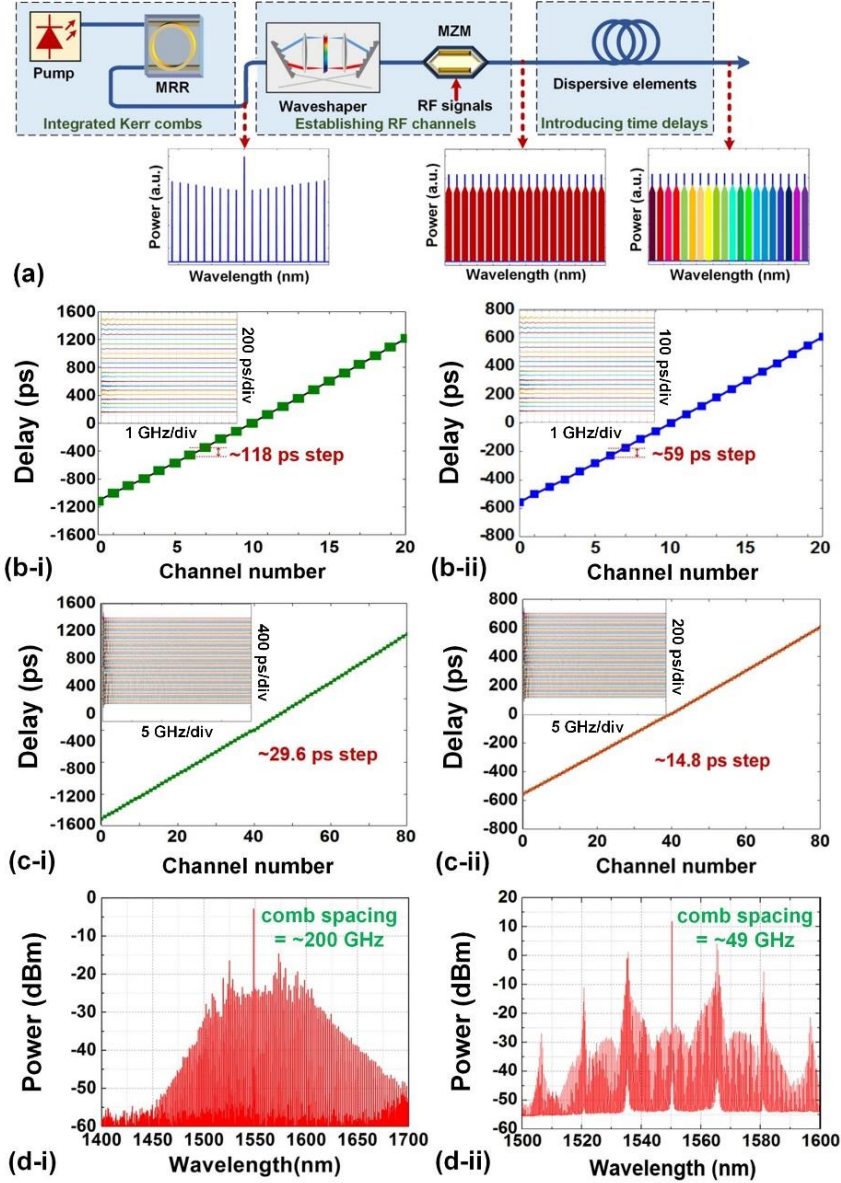 Pump
MRR
Integrated Kerr combs
Waveshaper
MZM
RF signals
Establishing RF channels
Dispersive elements
Introducing time delays
Power (a.u.)
Wavelength (nm)
Power (a.u.)
Wavelength (nm)
Power (a.u.)
Wavelength (nm)
(a)
Delay (ps)
1600
1200
800
400
0
-400
-800
-1200
-1600
200 ps/div
1 GHz/div
~118 ps step
0 5 10 15 20
Channel number
(b-i)
Delay (ps)
800
600
400
200
0
-200
-400
-600
-800
100 ps/div
1 GHz/div
~59 ps step
0 5 10 15 20
Channel number
(b-ii)
Delay (ps)
1600
1200
800
400
0
-400
-800
-1200
-1600
400 ps/div
5 GHz/div
~29.6 ps step
0 20 40 60 80
Channel number
(c-i)
Delay (ps)
800
600
400
200
0
-200
-400
-600
-800
200 ps/div
5 GHz/div
~14.8 ps step
0 20 40 60 80
Channel number
(c-ii)
Power (dBm)
0
-10
-20
-30
-40
-50
-60
comb spacing
= ~200 GHz
1400 1450 1500 1550 1600 1650 1700
Wavelength(nm)
(d-i)
Power (dBm)
20
10
0
-10
-20
-30
-40
-50
-60
comb spacing
= ~49 GHz
1500 1520 1540 1560 1580 1600
Wavelength (nm)
(d-ii)